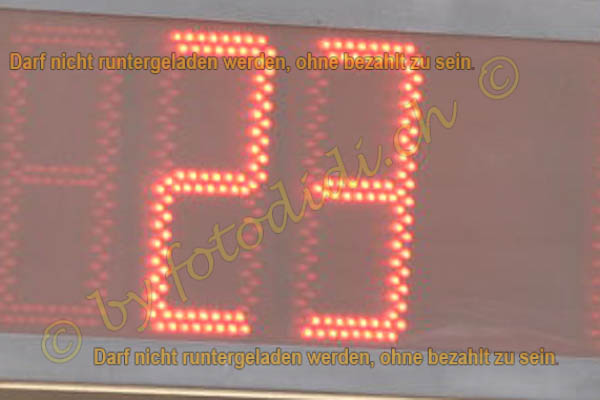 Darf nicht runtergeladen werden, ohne bezahlt zu sein.
23
© by fotodidi.ch ©
Darf nicht runtergeladen werden, ohne bezahlt zu sein.